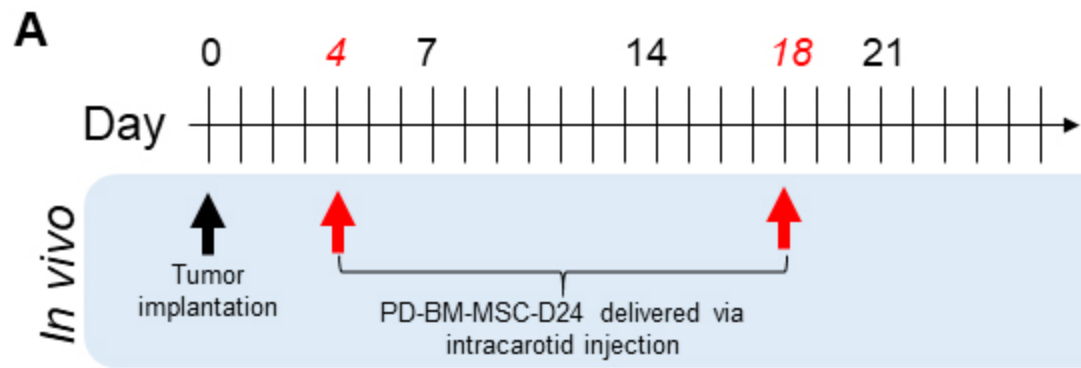 A
0 4 7 14 18 21
Day
In vivo
Tumor
implantation
PD-BM-MSC-D24 delivered via
intracarotid injection